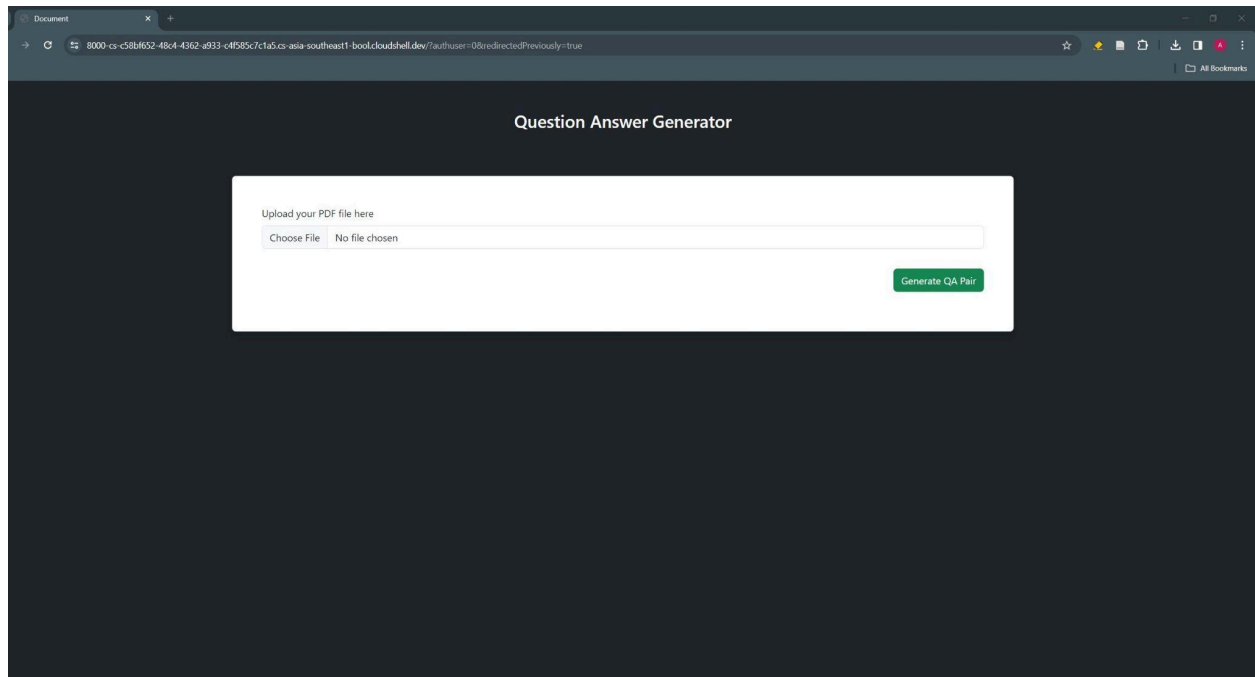 Document
8000-cs-c58bf652-48c4-4362-a933-c4f585c7c1a5.cs-asia-southeast1-bool.cloudshell.dev/?authuser=0&redirectedPreviously=true
A
All Bookmarks
Question Answer Generator
Upload your PDF file here
Choose File No file chosen
Generate QA Pair